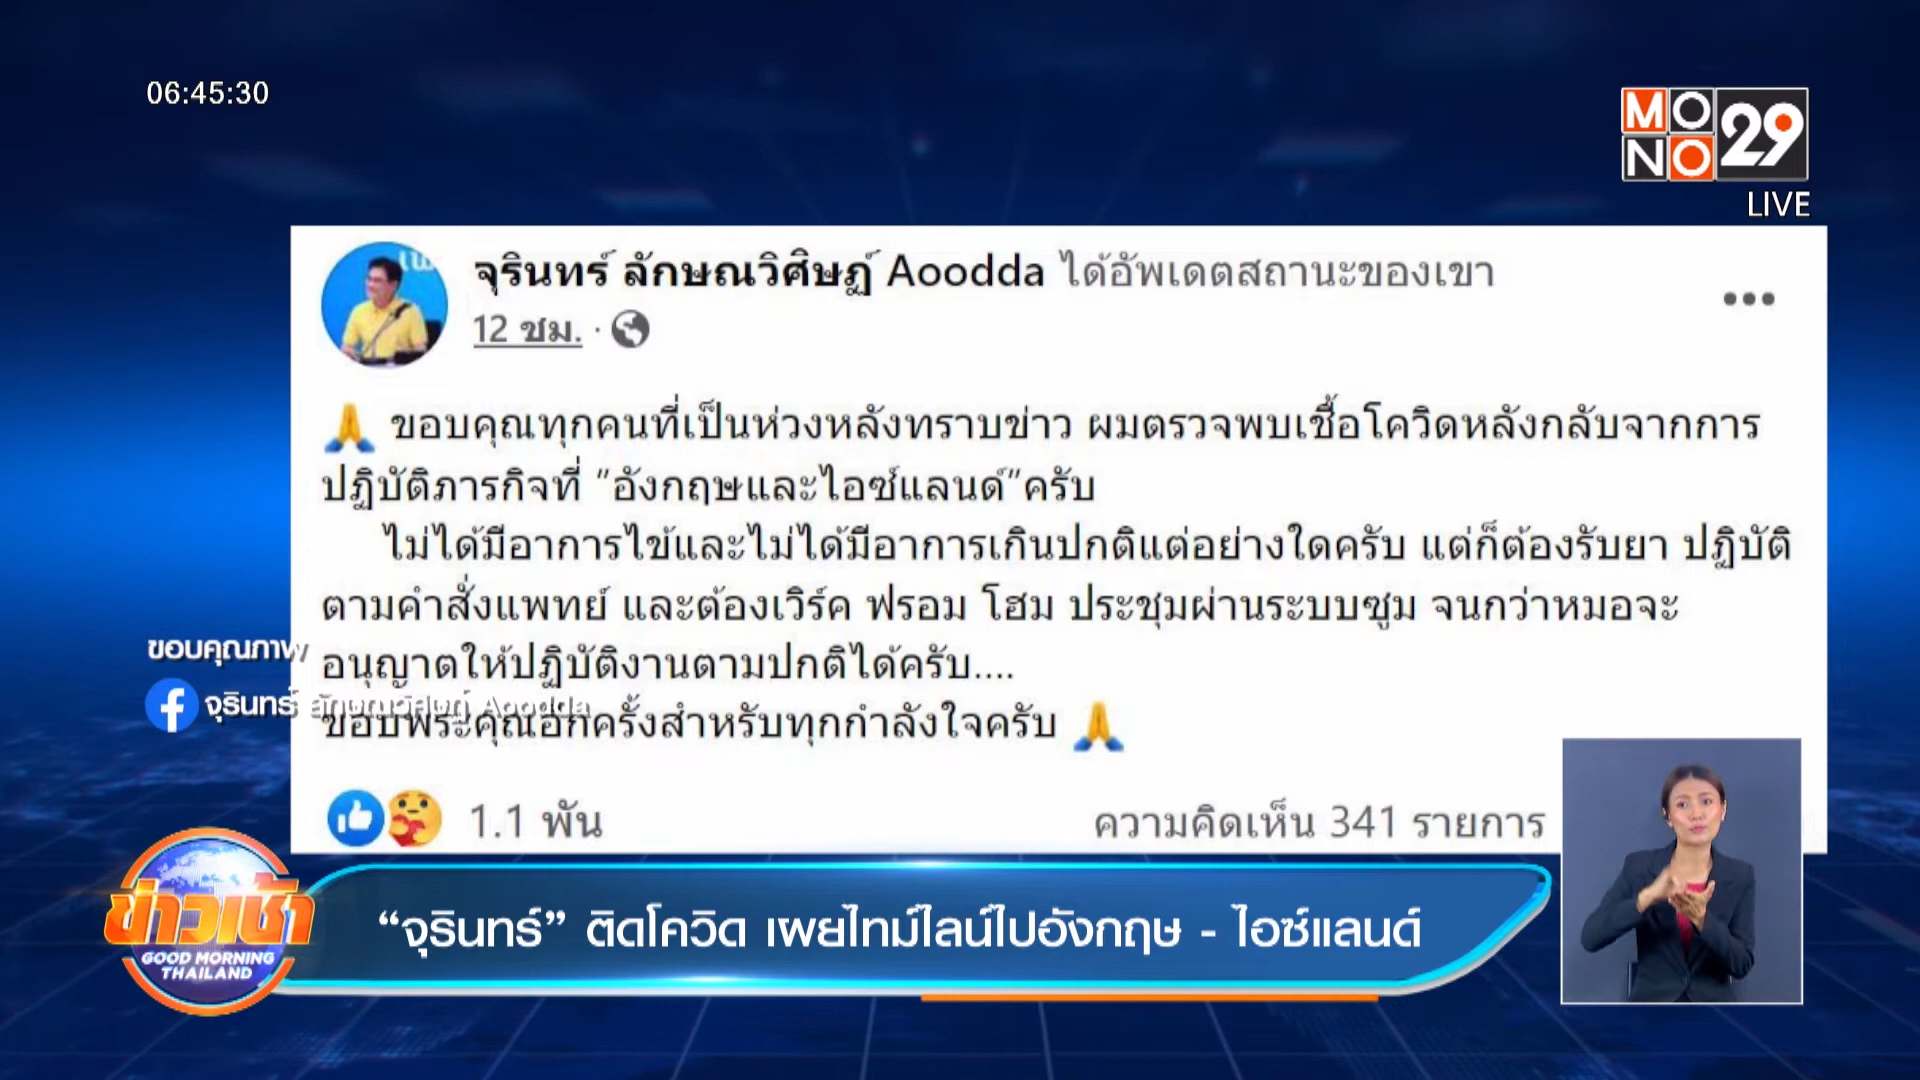 06:45:30
MONO 29
LIVE
จุรินทร์ ลักษณวิศิษฏ์ Aoodda ได้อัพเดตสถานะของเขา
12 ชม. ·
🙏 ขอบคุณทุกคนที่เป็นห่วงหลังทราบข่าว ผมตรวจพบเชื้อโควิดหลังกลับจากการ
ปฏิบัติภารกิจที่ "อังกฤษและไอซ์แลนด์"ครับ
ไม่ได้มีอาการไข้และไม่ได้มีอาการเกินปกติแต่อย่างใดครับ แต่ก็ต้องรับยา ปฏิบัติ
ตามคำสั่งแพทย์ และต้องเวิร์ค ฟรอม โฮม ประชุมผ่านระบบซูม จนกว่าหมอจะ
อนุญาตให้ปฏิบัติงานตามปกติได้ครับ....
ขอบพระคุณอีกครั้งสำหรับทุกกำลังใจครับ 🙏
ขอบคุณภาพ
จุรินทร์ ลักษณวิศิษฏ์ Aoodda
1.1 พัน
ความคิดเห็น 341 รายการ
ข่าวเช้า
GOOD MORNING
THAILAND
“จุรินทร์” ติดโควิด เผยไทม์ไลน์ไปอังกฤษ - ไอซ์แลนด์